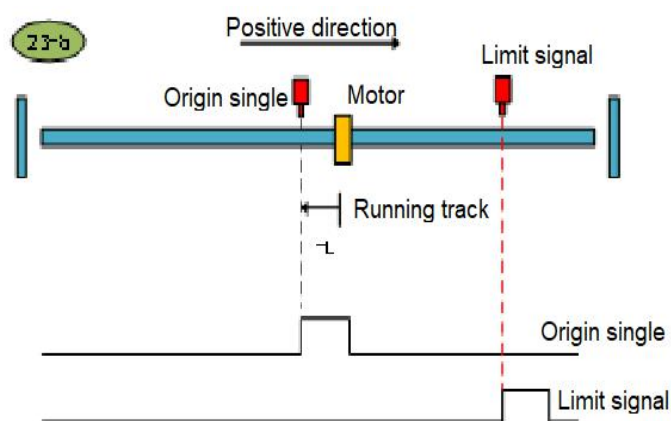 23-b
Positive direction
Limit signal
Origin single
Motor
Running track
-L
Origin single
Limit signal